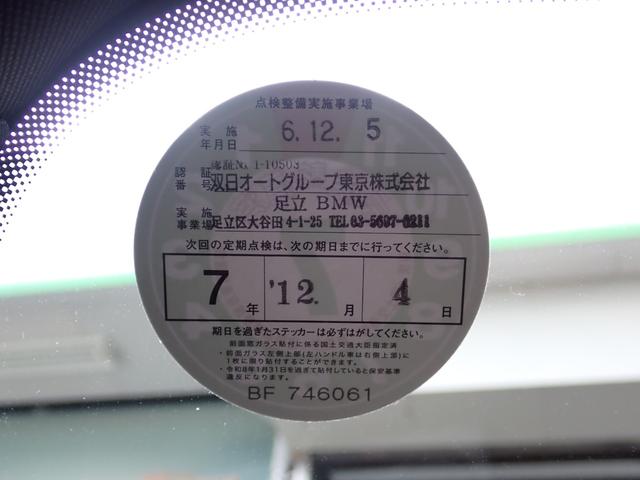 点検整備実施事業場
実施年月日 6.12. 5
認証番号 認証No. 1-10503
双日オートグループ東京株式会社
足立 BMW
実施事業場 足立区大谷田4-1-25 TEL 03-5697-0211
次回の定期点検は、次の期日までに行ってください。
7年 '12.月 4日
期日を過ぎたステッカーは必ずはがしてください。
前面窓ガラス貼付に係る国土交通大臣指定済
・前面ガラス左側上部(左ハンドル車は右側上部)に
1枚に限り貼付することができます。
・令和8年1月31日を過ぎて貼付していると保安基準
違反になります。
BF 746061